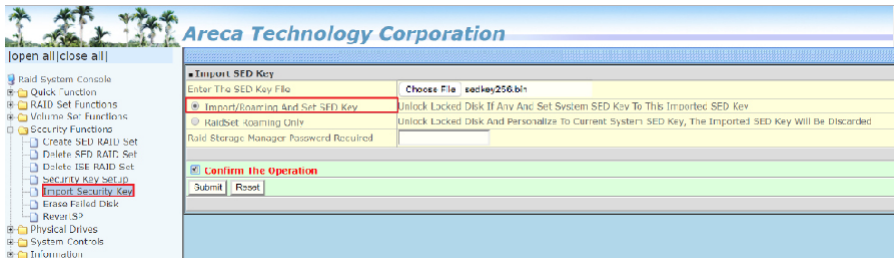 Areca Technology Corporation
|open all|close all|
Raid System Console
Quick Function
RAID Set Functions
Volume Set Functions
Security Functions
Create SED RAID Set
Delete SED RAID Set
Delete ISE RAID Set
Security Key Setup
Import Security Key
Erase Failed Disk
RevertSP
Physical Drives
System Controls
Information
Import SED Key
Enter The SED Key File Choose File sedkey256.bin
Import/Roaming And Set SED Key Unlock Locked Disk If Any And Set System SED Key To This Imported SED Key
RaidSet Roaming Only Unlock Locked Disk And Personalize To Current System SED Key, The Imported SED Key Will Be Discarded
Raid Storage Manager Password Required
Confirm The Operation
Submit Reset